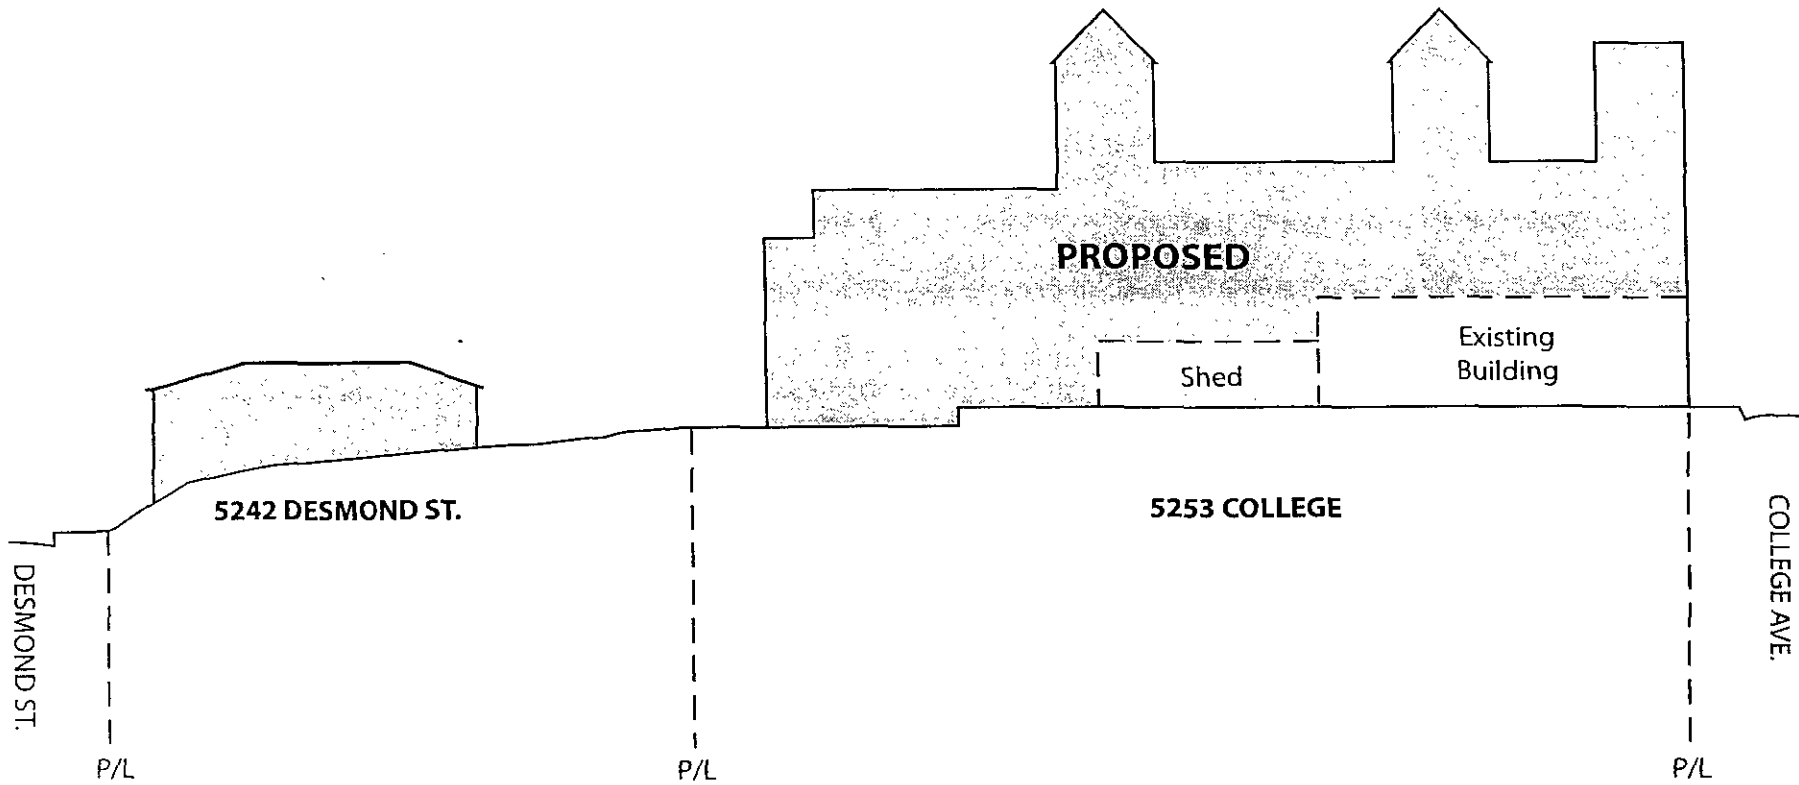 PROPOSED
Existing
Building
Shed
5242 DESMOND ST.
5253 COLLEGE
DESMOND ST.
COLLEGE AVE.
P/L
P/L
P/L